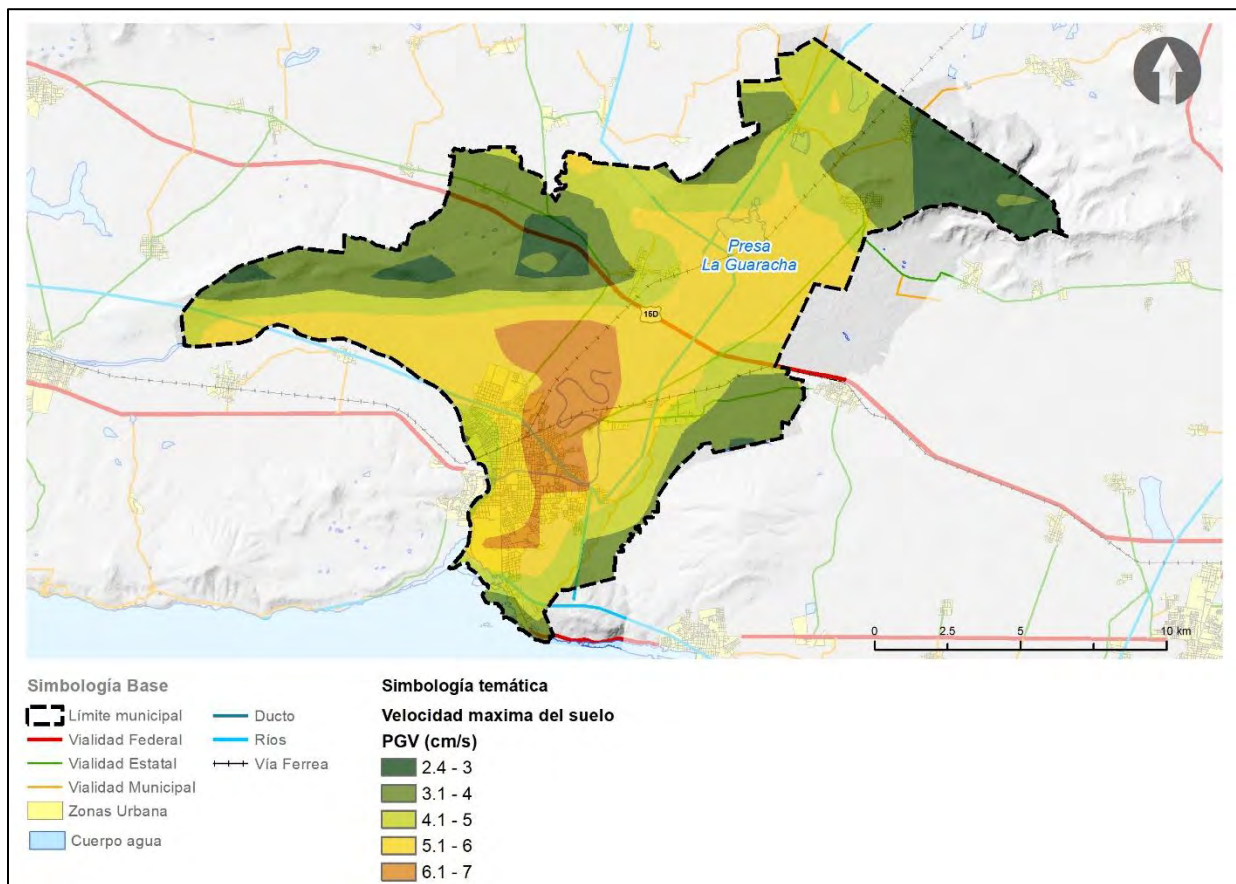 Presa
La Guaracha
15D
0 2.5 5 10 km
Simbología Base
Límite municipal
Vialidad Federal
Vialidad Estatal
Vialidad Municipal
Zonas Urbana
Cuerpo agua
Ducto
Ríos
Vía Ferrea
Simbología temática
Velocidad maxima del suelo
PGV (cm/s)
2.4 - 3
3.1 - 4
4.1 - 5
5.1 - 6
6.1 - 7